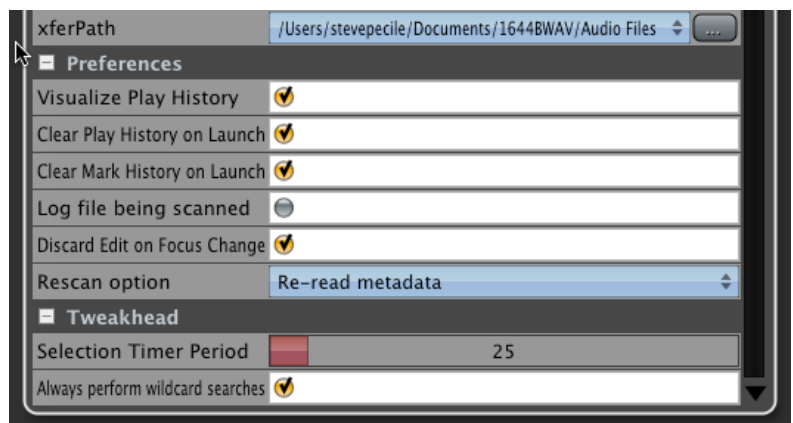 xferPath /Users/stevepecile/Documents/1644BWAV/Audio Files ...
Preferences
Visualize Play History
Clear Play History on Launch
Clear Mark History on Launch
Log file being scanned
Discard Edit on Focus Change
Rescan option Re-read metadata
Tweakhead
Selection Timer Period 25
Always perform wildcard searches